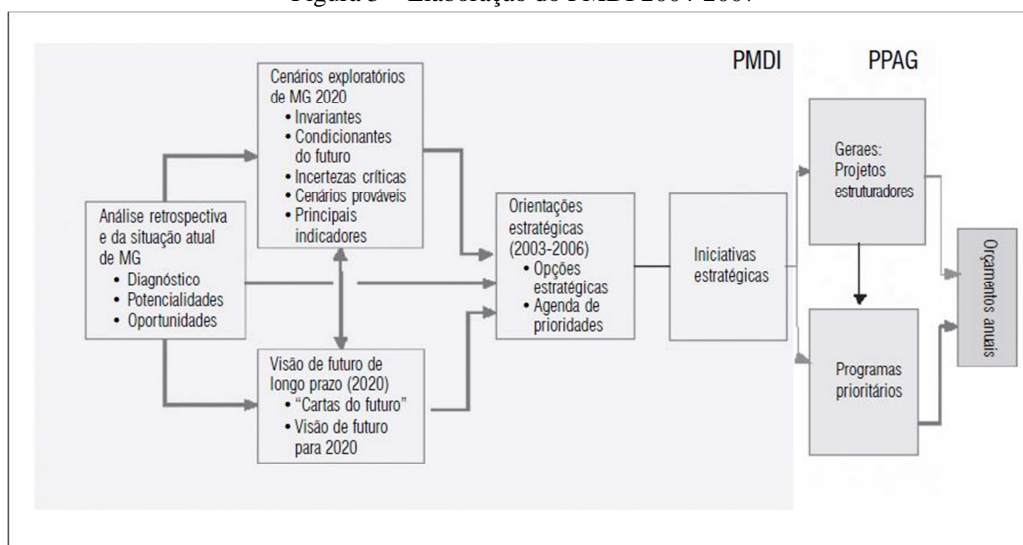 PMDI
PPAG
Cenários exploratórios
de MG 2020
• Invariantes
• Condicionantes
do futuro
• Incertezas críticas
• Cenários prováveis
• Principais
indicadores
Análise retrospectiva
e da situação atual
de MG
• Diagnóstico
• Potencialidades
• Oportunidades
Visão de futuro de
longo prazo (2020)
• “Cartas do futuro”
• Visão de futuro
para 2020
Orientações
estratégicas
(2003-2006)
• Opções
estratégicas
• Agenda de
prioridades
Iniciativas
estratégicas
Geraes:
Projetos
estruturadores
Programas
prioritários
Orçamentos anuais